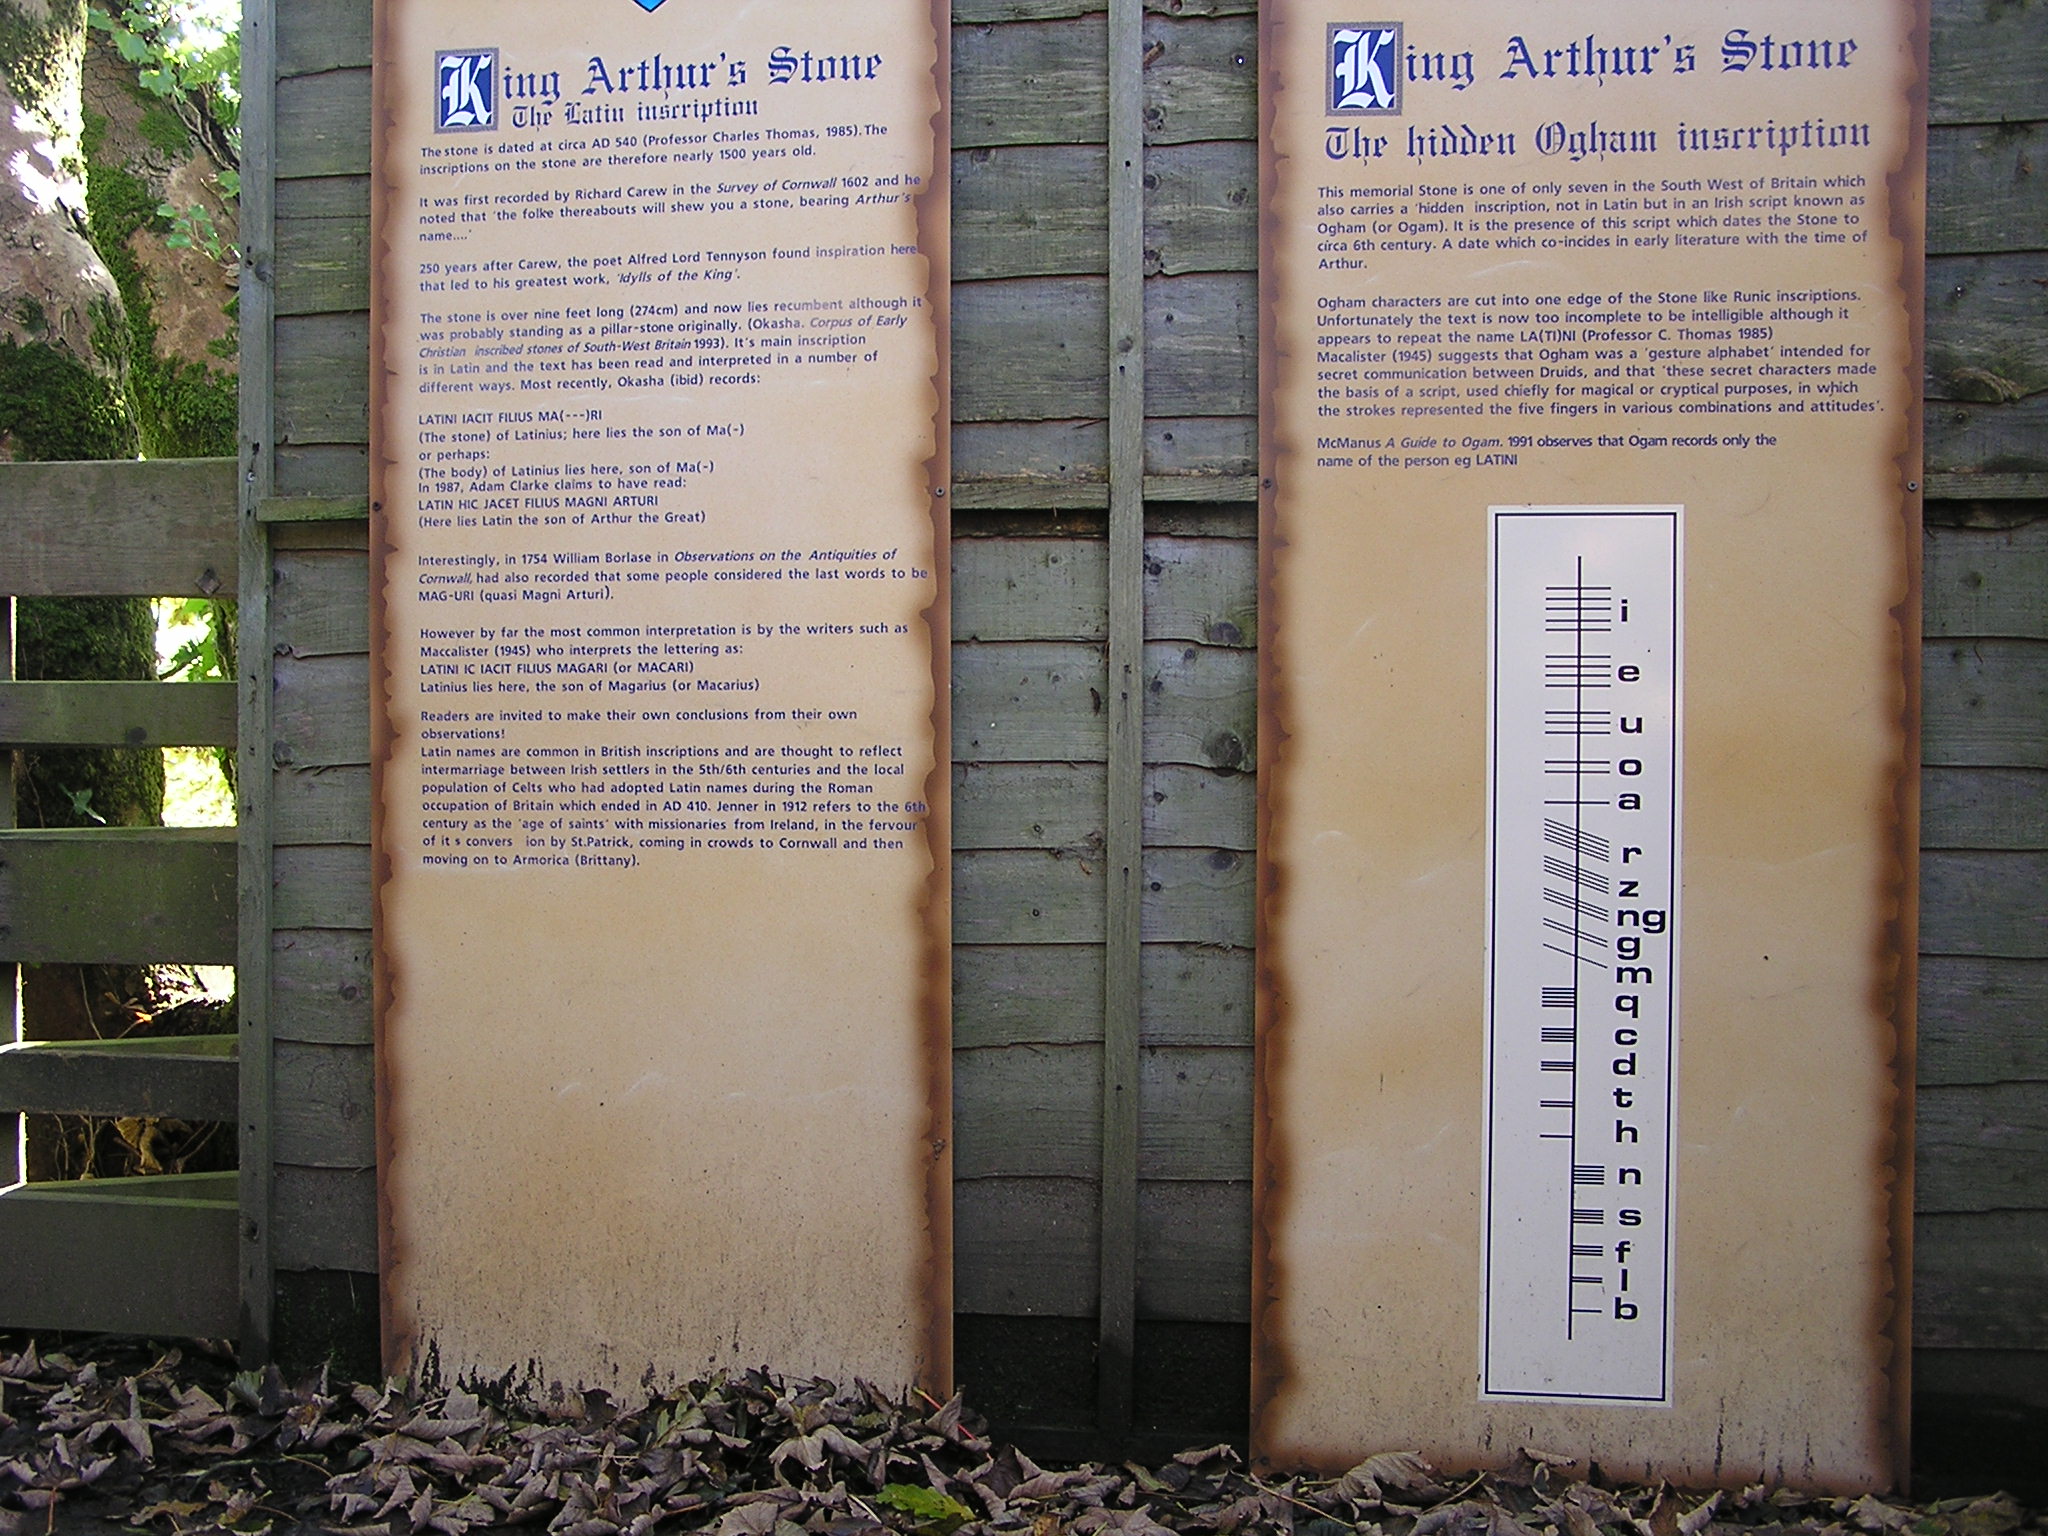 King Arthur's Stone
The Latin inscription
The stone is dated at circa AD 540 (Professor Charles Thomas, 1985). The
inscriptions on the stone are therefore nearly 1500 years old.
It was first recorded by Richard Carew in the Survey of Cornwall 1602 and he
noted that 'the folke thereabouts will shew you a stone, bearing Arthur's
name....'
250 years after Carew, the poet Alfred Lord Tennyson found inspiration here
that led to his greatest work, 'Idylls of the King'.
The stone is over nine feet long (274cm) and now lies recumbent although it
was probably standing as a pillar-stone originally. (Okasha. Corpus of Early
Christian inscribed stones of South-West Britain 1993). It's main inscription
is in Latin and the text has been read and interpreted in a number of
different ways. Most recently, Okasha (ibid) records:
LATINI IACIT FILIUS MA(---)RI
(The stone) of Latinius; here lies the son of Ma(-)
or perhaps:
(The body) of Latinius lies here, son of Ma(-)
In 1987, Adam Clarke claims to have read:
LATIN HIC JACET FILIUS MAGNI ARTURI
(Here lies Latin the son of Arthur the Great)
Interestingly, in 1754 William Borlase in Observations on the Antiquities of
Cornwall, had also recorded that some people considered the last words to be
MAG-URI (quasi Magni Arturi).
However by far the most common interpretation is by the writers such as
Maccalister (1945) who interprets the lettering as:
LATINI IC IACIT FILIUS MAGARI (or MACARI)
Latinius lies here, the son of Magarius (or Macarius)
Readers are invited to make their own conclusions from their own
observations!
Latin names are common in British inscriptions and are thought to reflect
intermarriage between Irish settlers in the 5th/6th centuries and the local
population of Celts who had adopted Latin names during the Roman
occupation of Britain which ended in AD 410. Jenner in 1912 refers to the 6th
century as the 'age of saints' with missionaries from Ireland, in the fervour
of it s convers ion by St.Patrick, coming in crowds to Cornwall and then
moving on to Armorica (Brittany).
King Arthur's Stone
The hidden Ogham inscription
This memorial Stone is one of only seven in the South West of Britain which
also carries a 'hidden inscription, not in Latin but in an Irish script known as
Ogham (or Ogam). It is the presence of this script which dates the Stone to
circa 6th century. A date which co-incides in early literature with the time of
Arthur.
Ogham characters are cut into one edge of the Stone like Runic inscriptions.
Unfortunately the text is now too incomplete to be intelligible although it
appears to repeat the name LA(TI)NI (Professor C. Thomas 1985)
Macalister (1945) suggests that Ogham was a 'gesture alphabet' intended for
secret communication between Druids, and that 'these secret characters made
the basis of a script, used chiefly for magical or cryptical purposes, in which
the strokes represented the five fingers in various combinations and attitudes'.
McManus A Guide to Ogam. 1991 observes that Ogam records only the
name of the person eg LATINI
i
e
u
o
a
r
z
ng
g
m
q
c
d
t
h
n
s
f
l
b